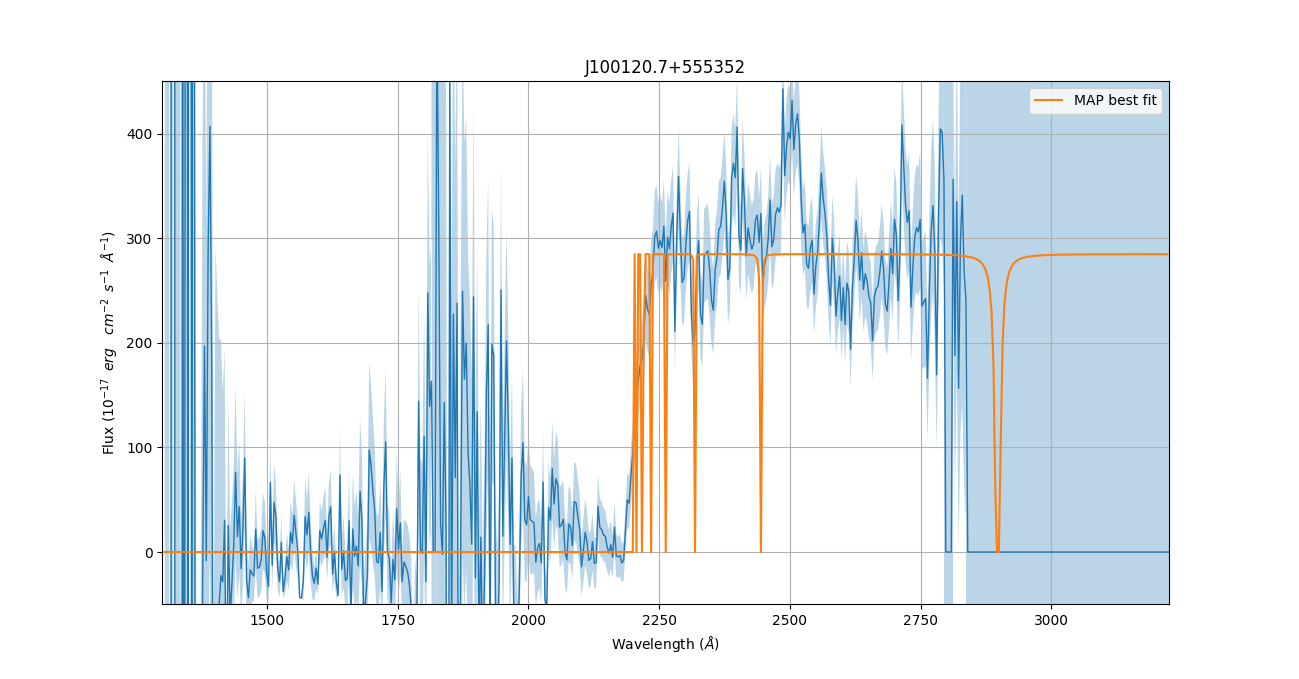 J100120.7+555352
MAP best fit
Flux (10⁻¹⁷ erg cm⁻² s⁻¹ Å⁻¹)
400
300
200
100
0
1500 1750 2000 2250 2500 2750 3000
Wavelength (Å)